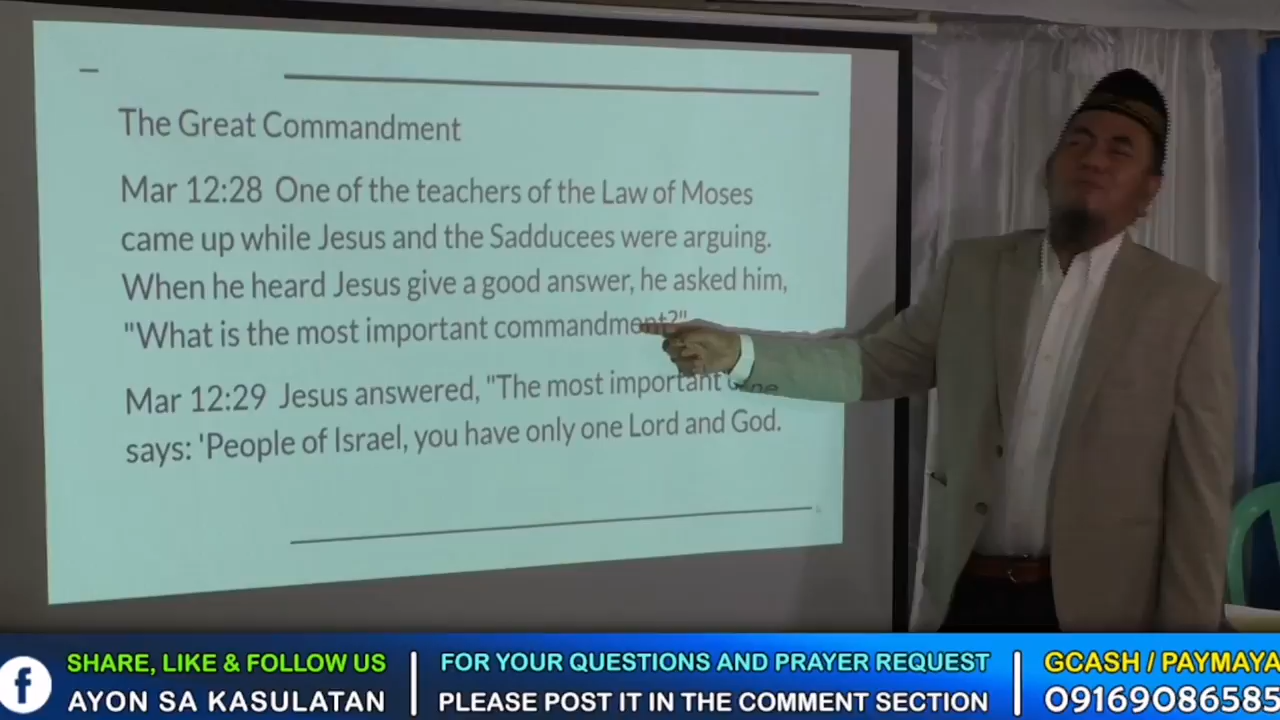 The Great Commandment
Mar 12:28 One of the teachers of the Law of Moses
came up while Jesus and the Sadducees were arguing.
When he heard Jesus give a good answer, he asked him,
"What is the most important commandment?"
Mar 12:29 Jesus answered, "The most important one
says: 'People of Israel, you have only one Lord and God.
f
SHARE, LIKE & FOLLOW US
AYON SA KASULATAN
FOR YOUR QUESTIONS AND PRAYER REQUEST
PLEASE POST IT IN THE COMMENT SECTION
GCASH / PAYMAYA
09169086585